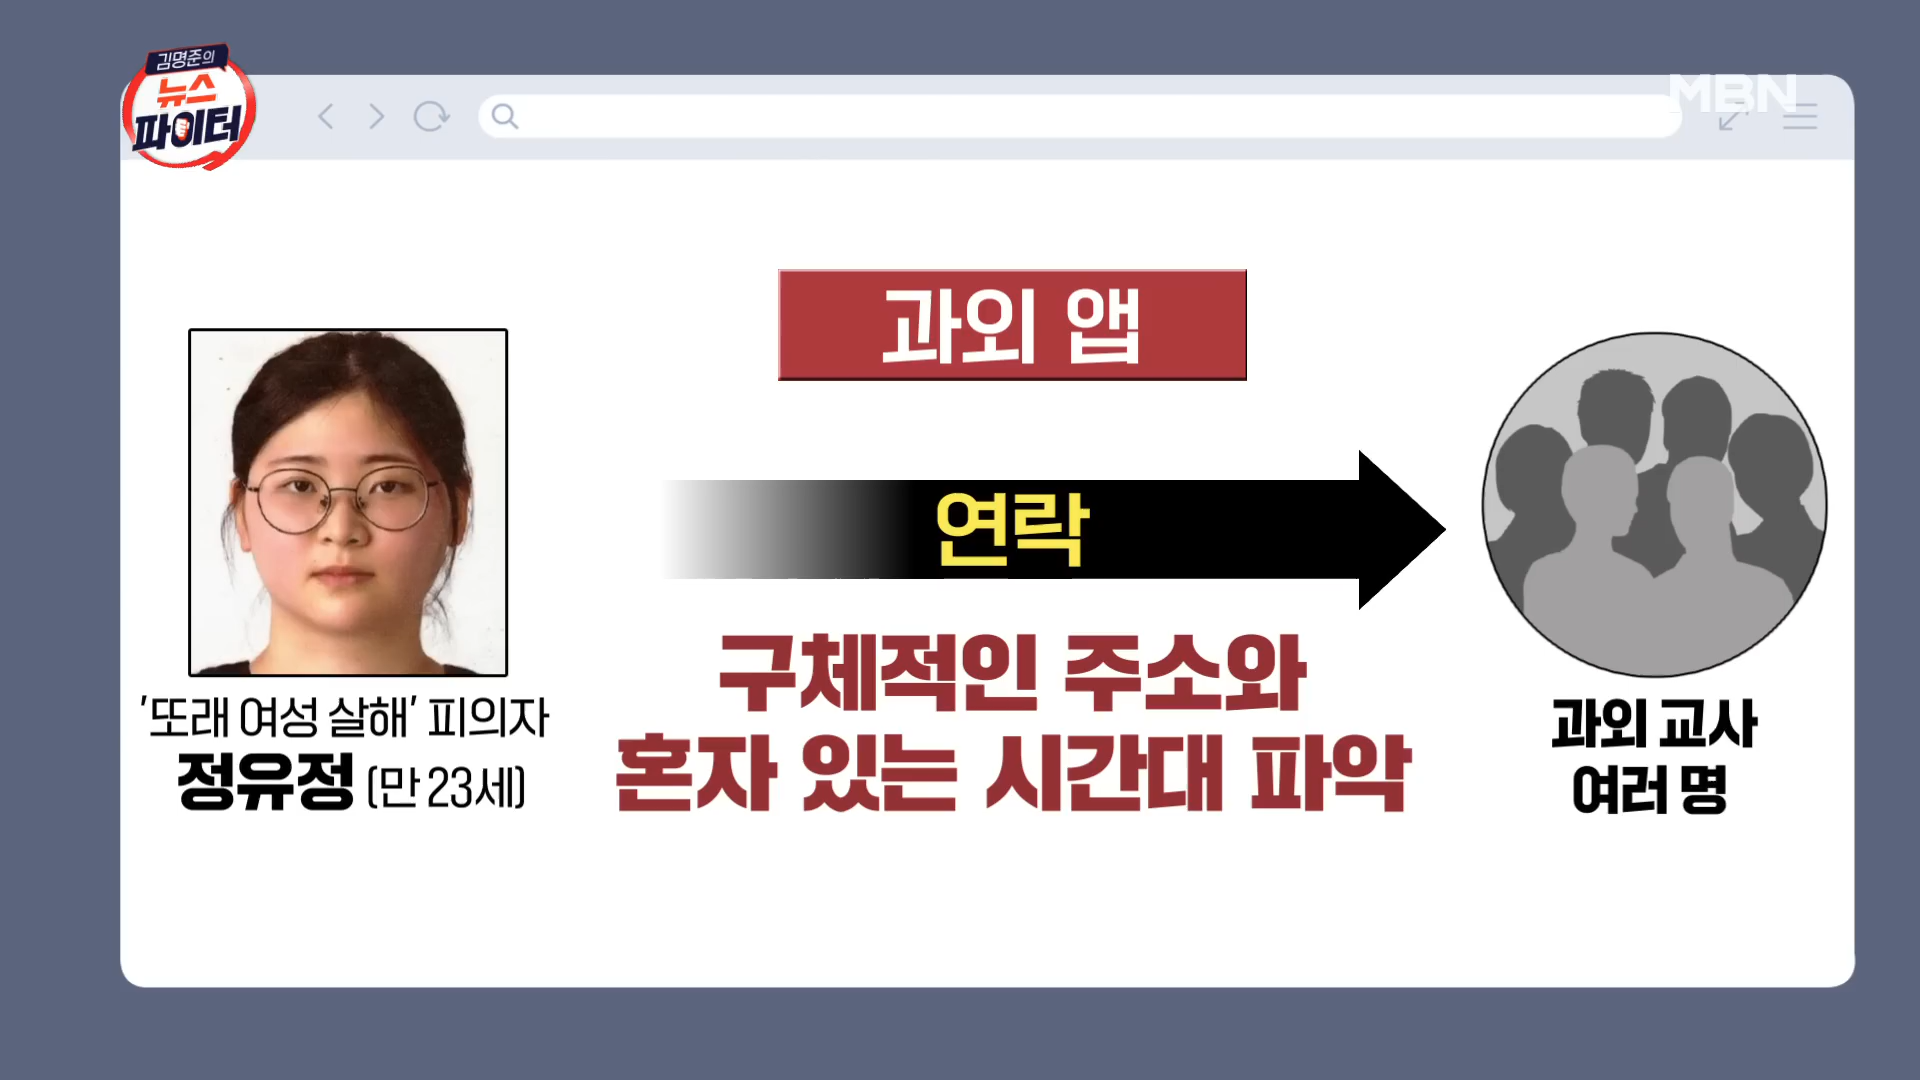 김명준의
뉴스
파이터
MBN
과외 앱
연락
구체적인 주소와
혼자 있는 시간대 파악
'또래 여성 살해' 피의자
정유정 (만 23세)
과외 교사
여러 명